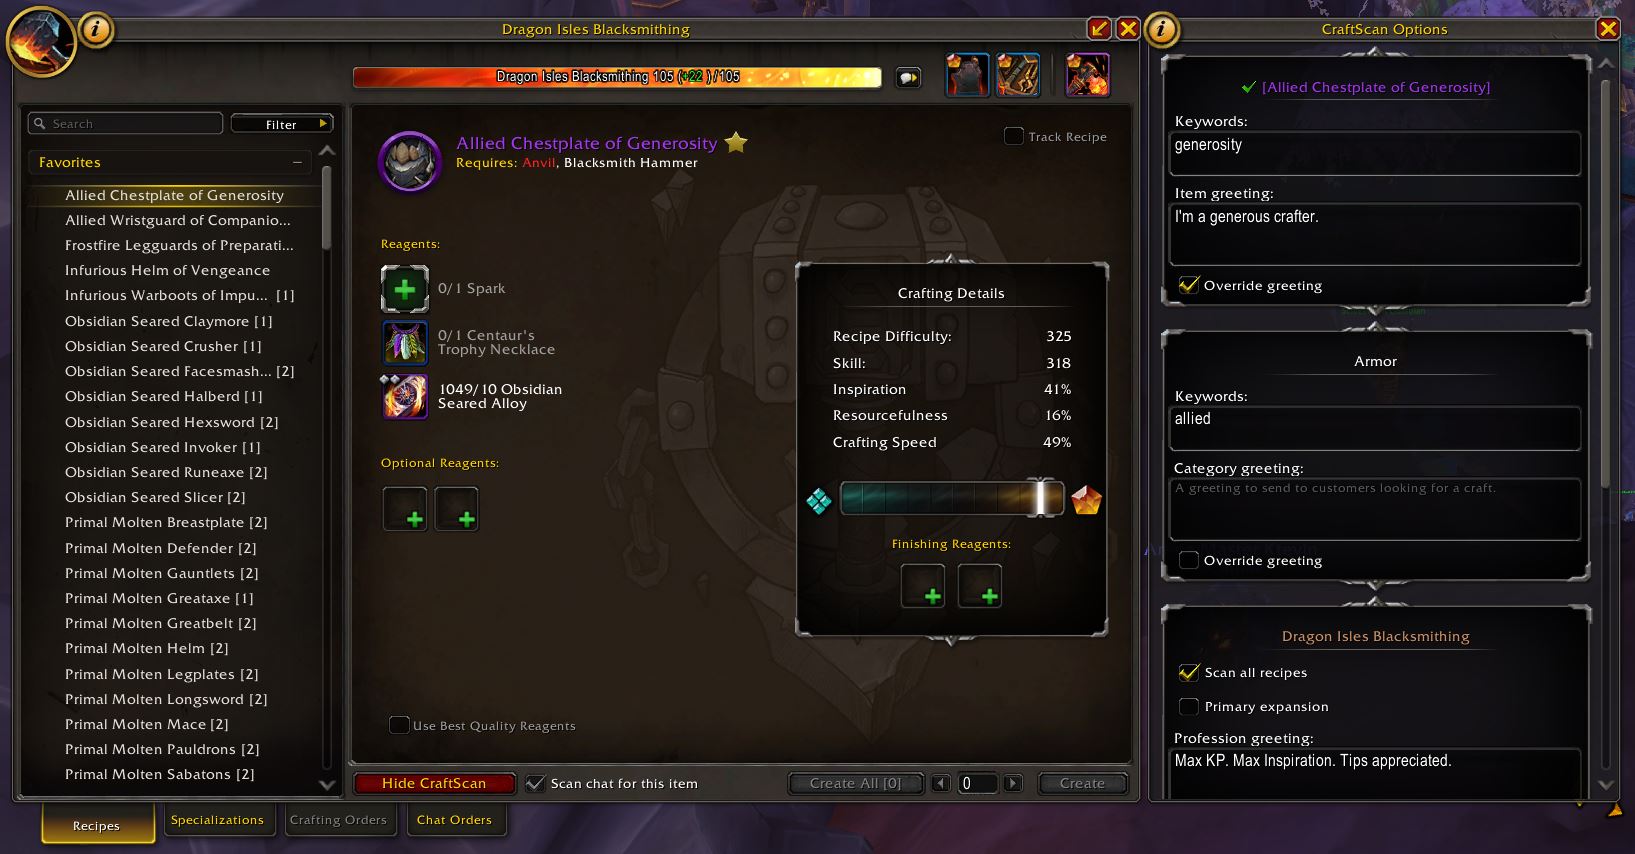 Dragon Isles Blacksmithing
Dragon Isles Blacksmithing 105 (+22 ) /105
Search
Filter
Favorites
Allied Chestplate of Generosity
Allied Wristguard of Companio...
Frostfire Legguards of Preparati...
Infurious Helm of Vengeance
Infurious Warboots of Impu... [1]
Obsidian Seared Claymore [1]
Obsidian Seared Crusher [1]
Obsidian Seared Facesmash... [2]
Obsidian Seared Halberd [1]
Obsidian Seared Hexsword [2]
Obsidian Seared Invoker [1]
Obsidian Seared Runeaxe [2]
Obsidian Seared Slicer [2]
Primal Molten Breastplate [2]
Primal Molten Defender [2]
Primal Molten Gauntlets [2]
Primal Molten Greataxe [1]
Primal Molten Greatbelt [2]
Primal Molten Helm [2]
Primal Molten Legplates [2]
Primal Molten Longsword [2]
Primal Molten Mace [2]
Primal Molten Pauldrons [2]
Primal Molten Sabatons [2]
Allied Chestplate of Generosity
Requires: Anvil, Blacksmith Hammer
Track Recipe
Reagents:
0/1 Spark
0/1 Centaur's
Trophy Necklace
1049/10 Obsidian
Seared Alloy
Optional Reagents:
Crafting Details
Recipe Difficulty: 325
Skill: 318
Inspiration 41%
Resourcefulness 16%
Crafting Speed 49%
Finishing Reagents:
Use Best Quality Reagents
Hide CraftScan
Scan chat for this item
Create All [0]
0
Create
Recipes
Specializations
Crafting Orders
Chat Orders
CraftScan Options
[Allied Chestplate of Generosity]
Keywords:
generosity
Item greeting:
I'm a generous crafter.
Override greeting
Armor
Keywords:
allied
Category greeting:
A greeting to send to customers looking for a craft.
Override greeting
Dragon Isles Blacksmithing
Scan all recipes
Primary expansion
Profession greeting:
Max KP. Max Inspiration. Tips appreciated.